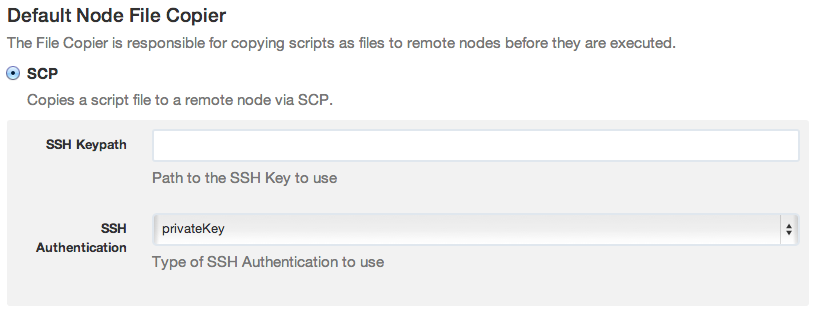 Default Node File Copier
The File Copier is responsible for copying scripts as files to remote nodes before they are executed.
SCP
Copies a script file to a remote node via SCP.
SSH Keypath
Path to the SSH Key to use
SSH
Authentication
privateKey
Type of SSH Authentication to use